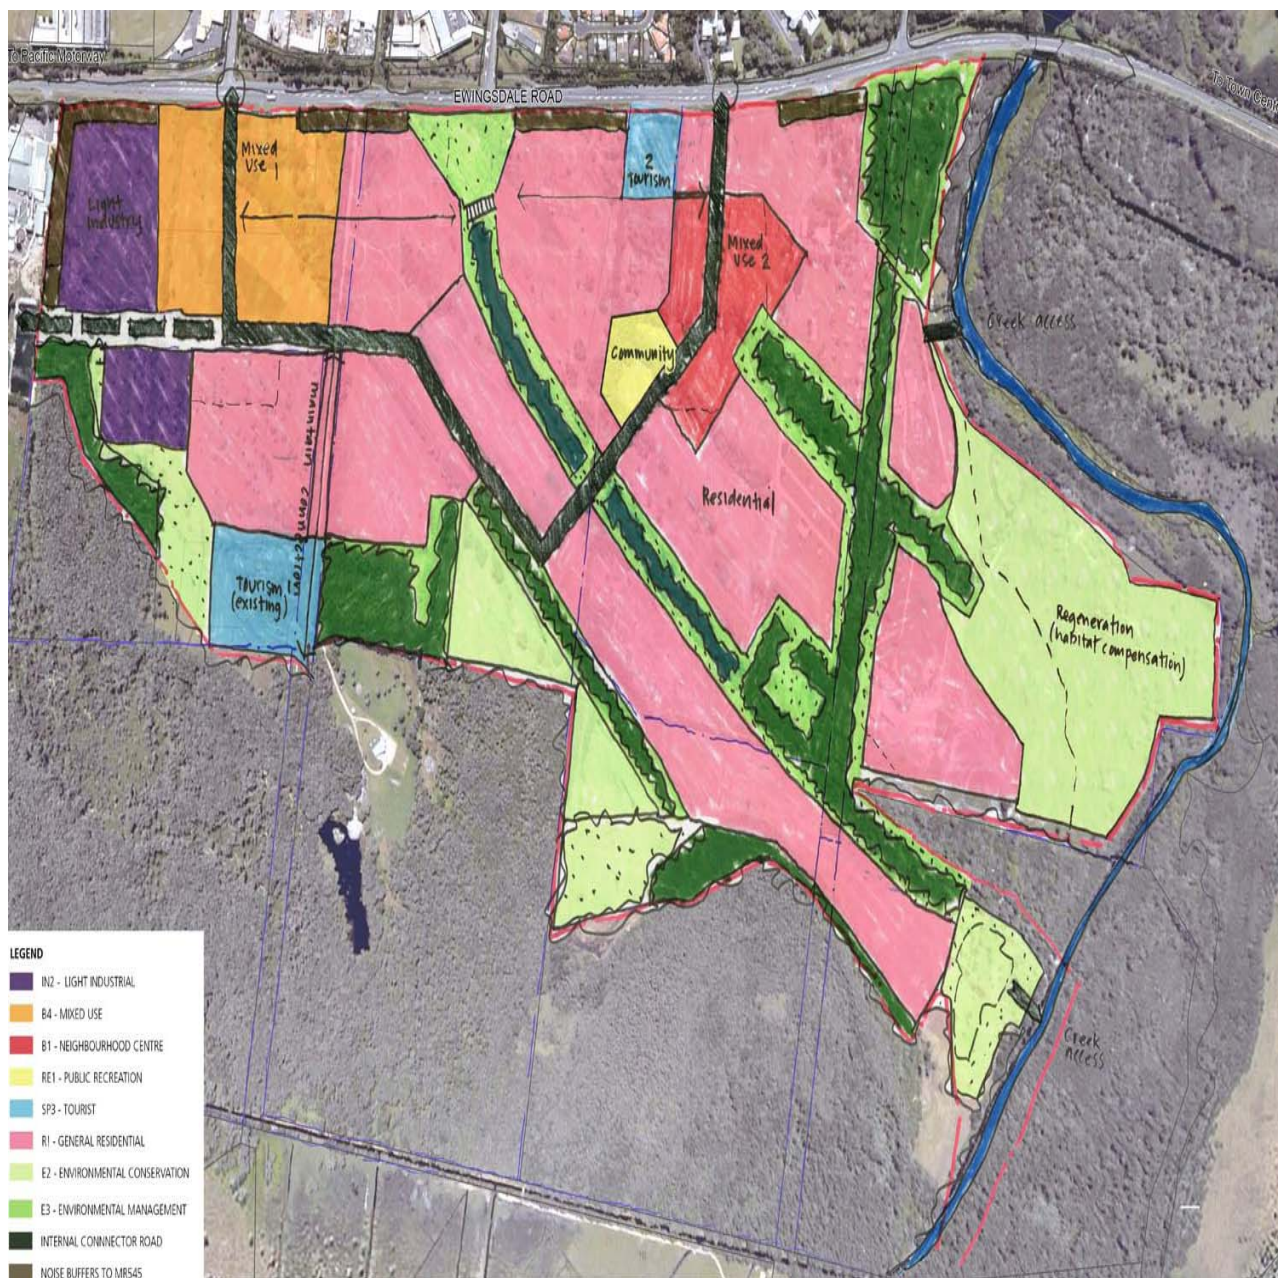 To Pacific Motorway
EWINGSDALE ROAD
To Town Cent
Mixed
Use 1
2
Tourism
Light
Industry
Mixed
Use 2
Creek access
Community
maintain connection
Residential
Tourism 1
(existing)
Regeneration
(habitat compensation)
Creek
access
LEGEND
IN2 - LIGHT INDUSTRIAL
B4 - MIXED USE
B1 - NEIGHBOURHOOD CENTRE
RE1 - PUBLIC RECREATION
SP3 - TOURIST
R! - GENERAL RESIDENTIAL
E2 - ENVIRONMENTAL CONSERVATION
E3 - ENVIRONMENTAL MANAGEMENT
INTERNAL CONNNECTOR ROAD
NOISE BUFFERS TO MR545